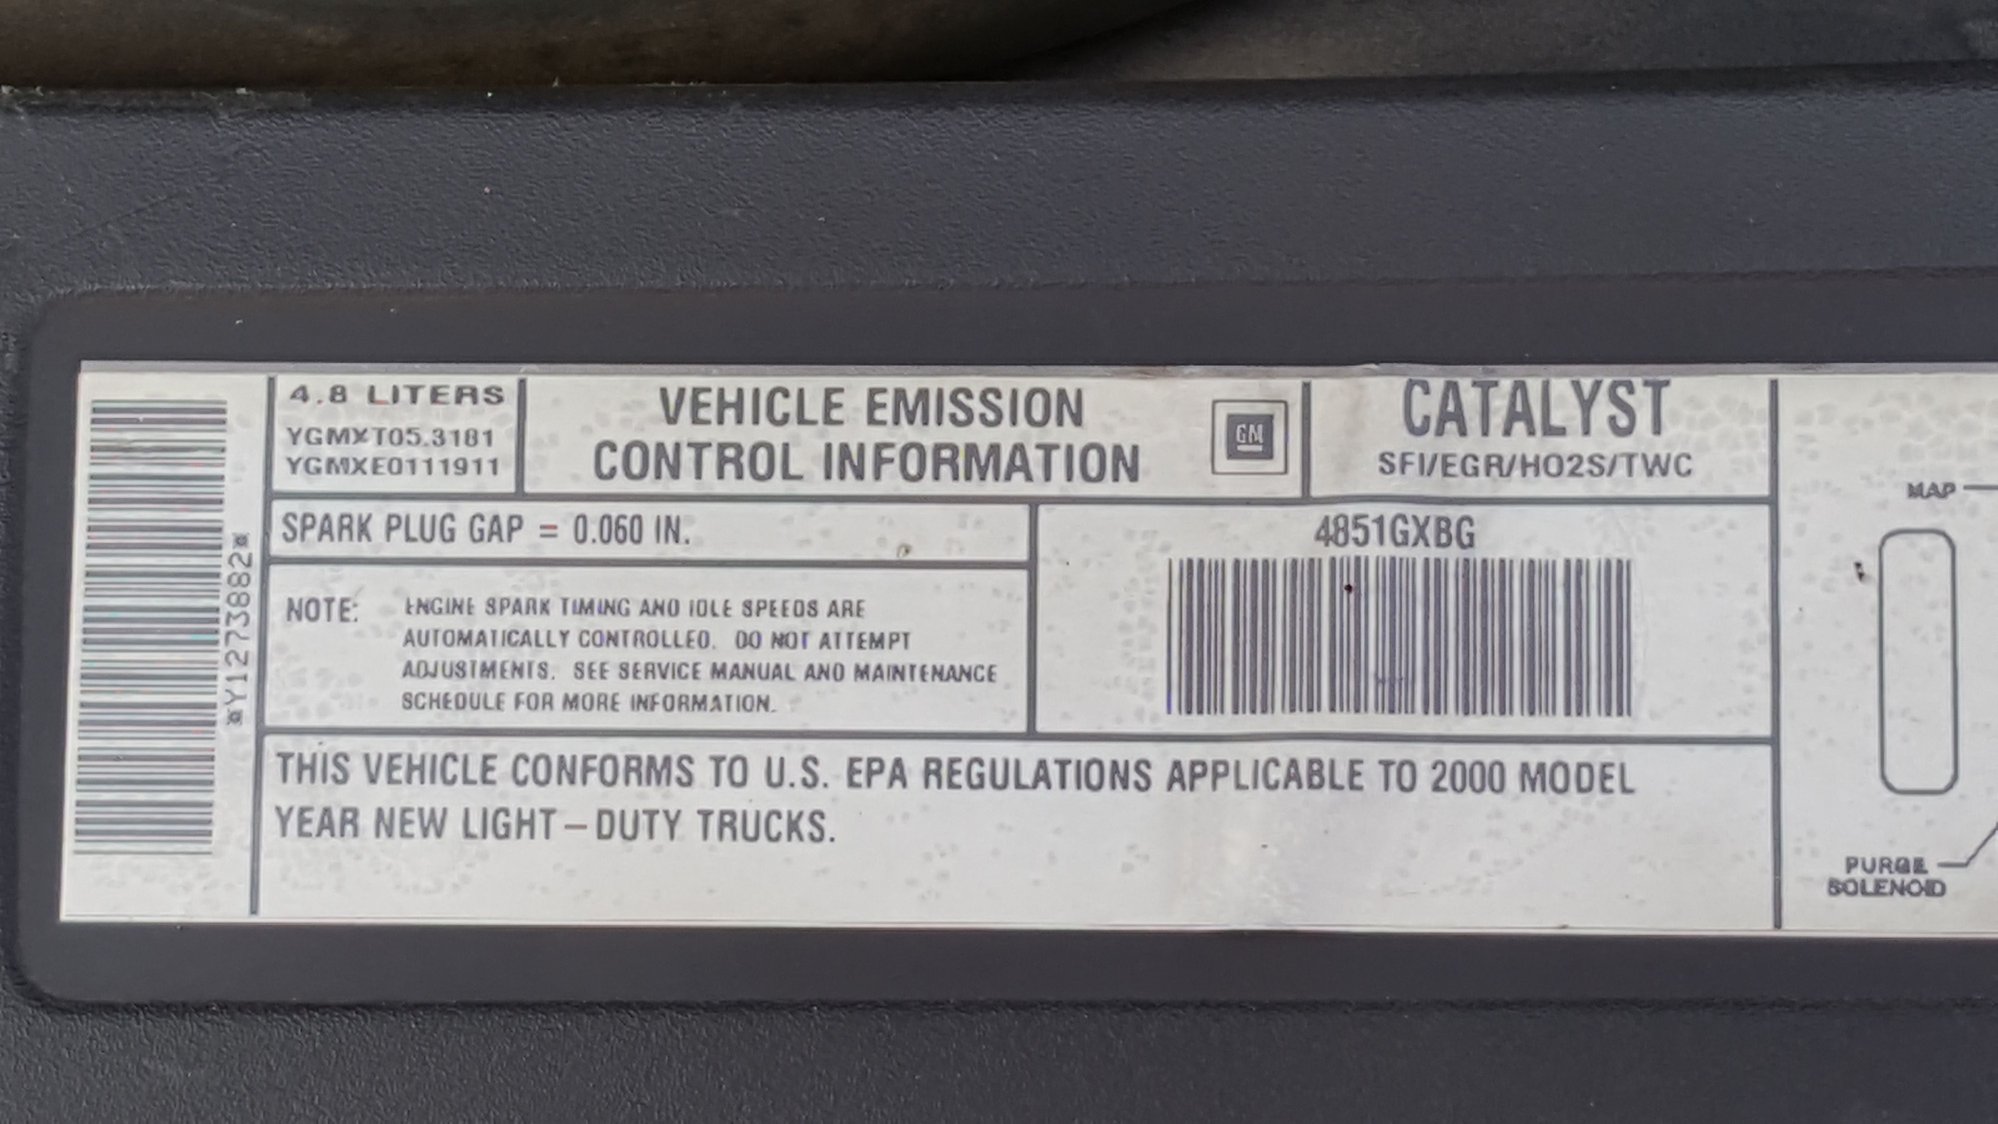 ¤Y1273882¤
4.8 LITERS
YGMXT05.3181
YGMXE0111911
VEHICLE EMISSION
CONTROL INFORMATION
GM
CATALYST
SFI/EGR/HO2S/TWC
SPARK PLUG GAP = 0.060 IN.
4851GXBG
NOTE: ENGINE SPARK TIMING AND IDLE SPEEDS ARE
AUTOMATICALLY CONTROLLED. DO NOT ATTEMPT
ADJUSTMENTS. SEE SERVICE MANUAL AND MAINTENANCE
SCHEDULE FOR MORE INFORMATION.
THIS VEHICLE CONFORMS TO U.S. EPA REGULATIONS APPLICABLE TO 2000 MODEL
YEAR NEW LIGHT-DUTY TRUCKS.
MAP
PURGE
SOLENOID